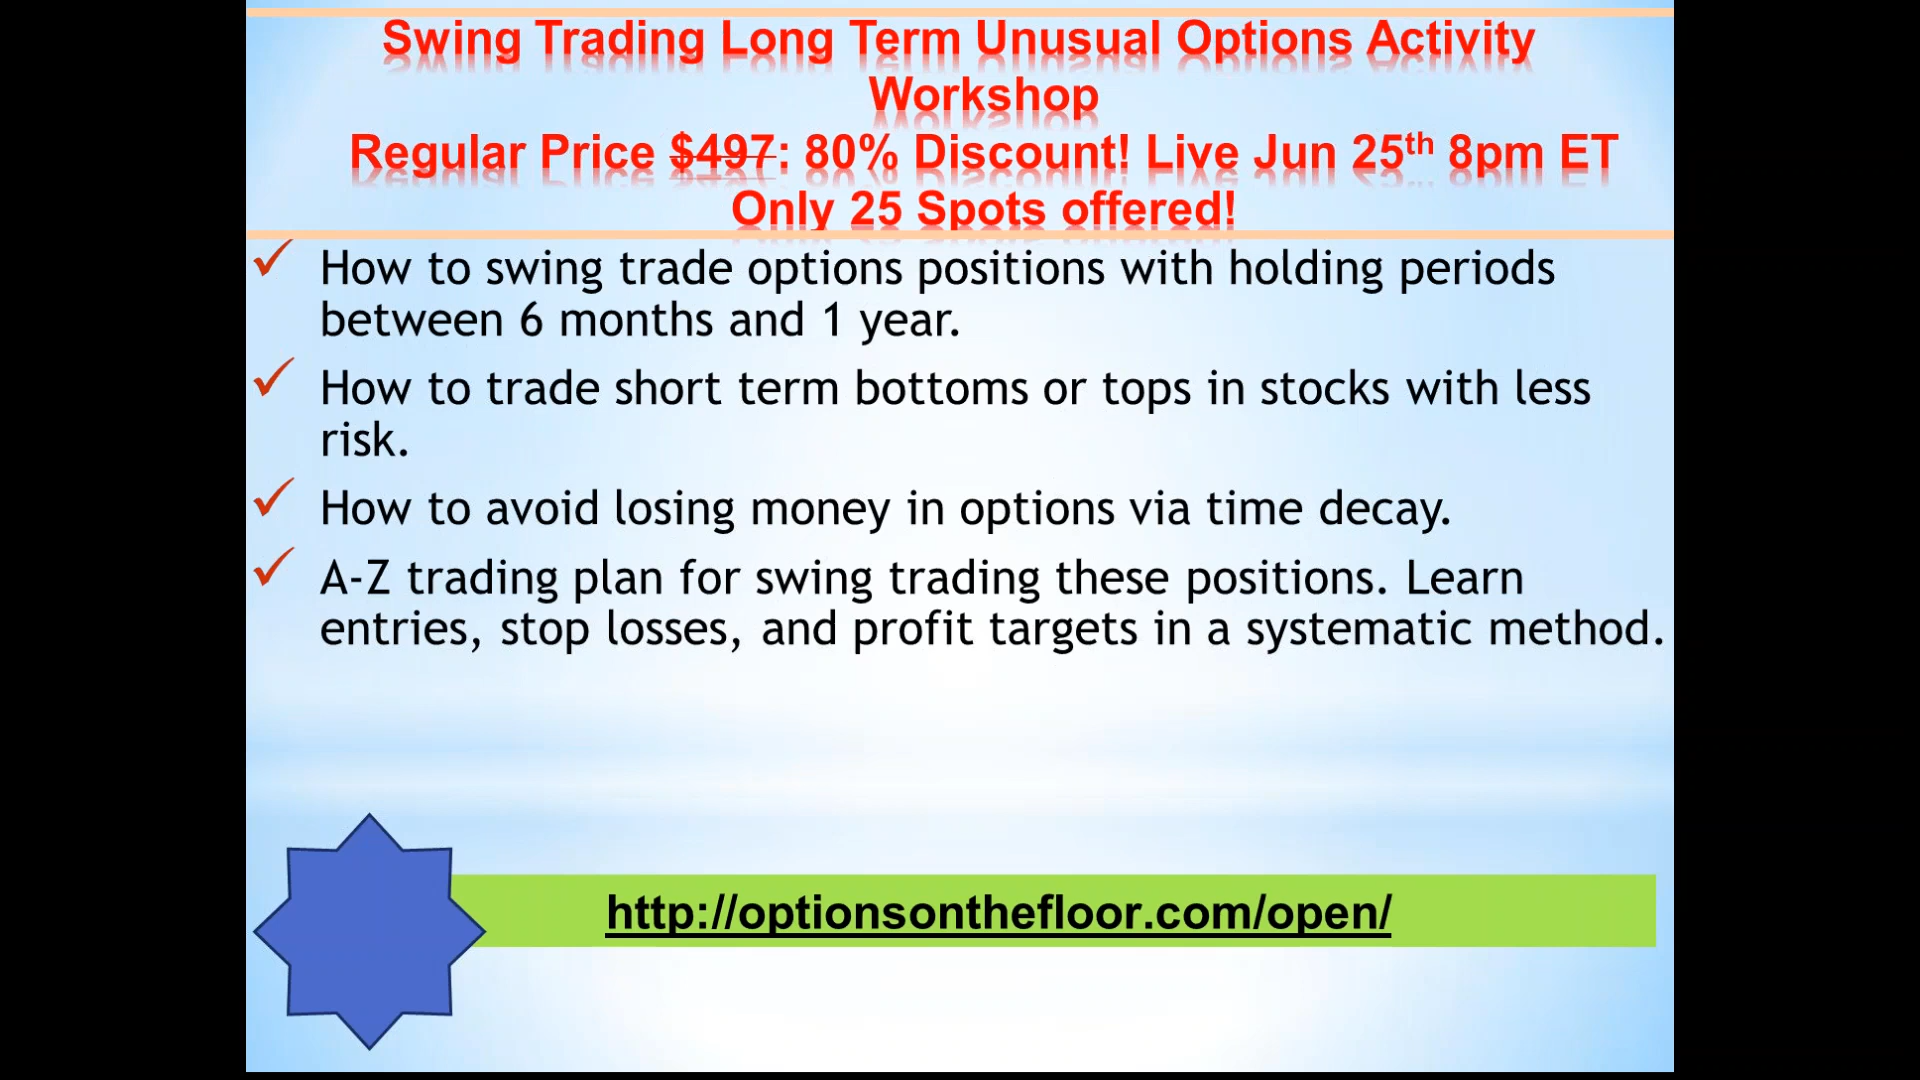 Swing Trading Long Term Unusual Options Activity
Workshop
Regular Price $497: 80% Discount! Live Jun 25th 8pm ET
Only 25 Spots offered!
How to swing trade options positions with holding periods
between 6 months and 1 year.
How to trade short term bottoms or tops in stocks with less
risk.
How to avoid losing money in options via time decay.
A-Z trading plan for swing trading these positions. Learn
entries, stop losses, and profit targets in a systematic method.
http://optionsonthefloor.com/open/